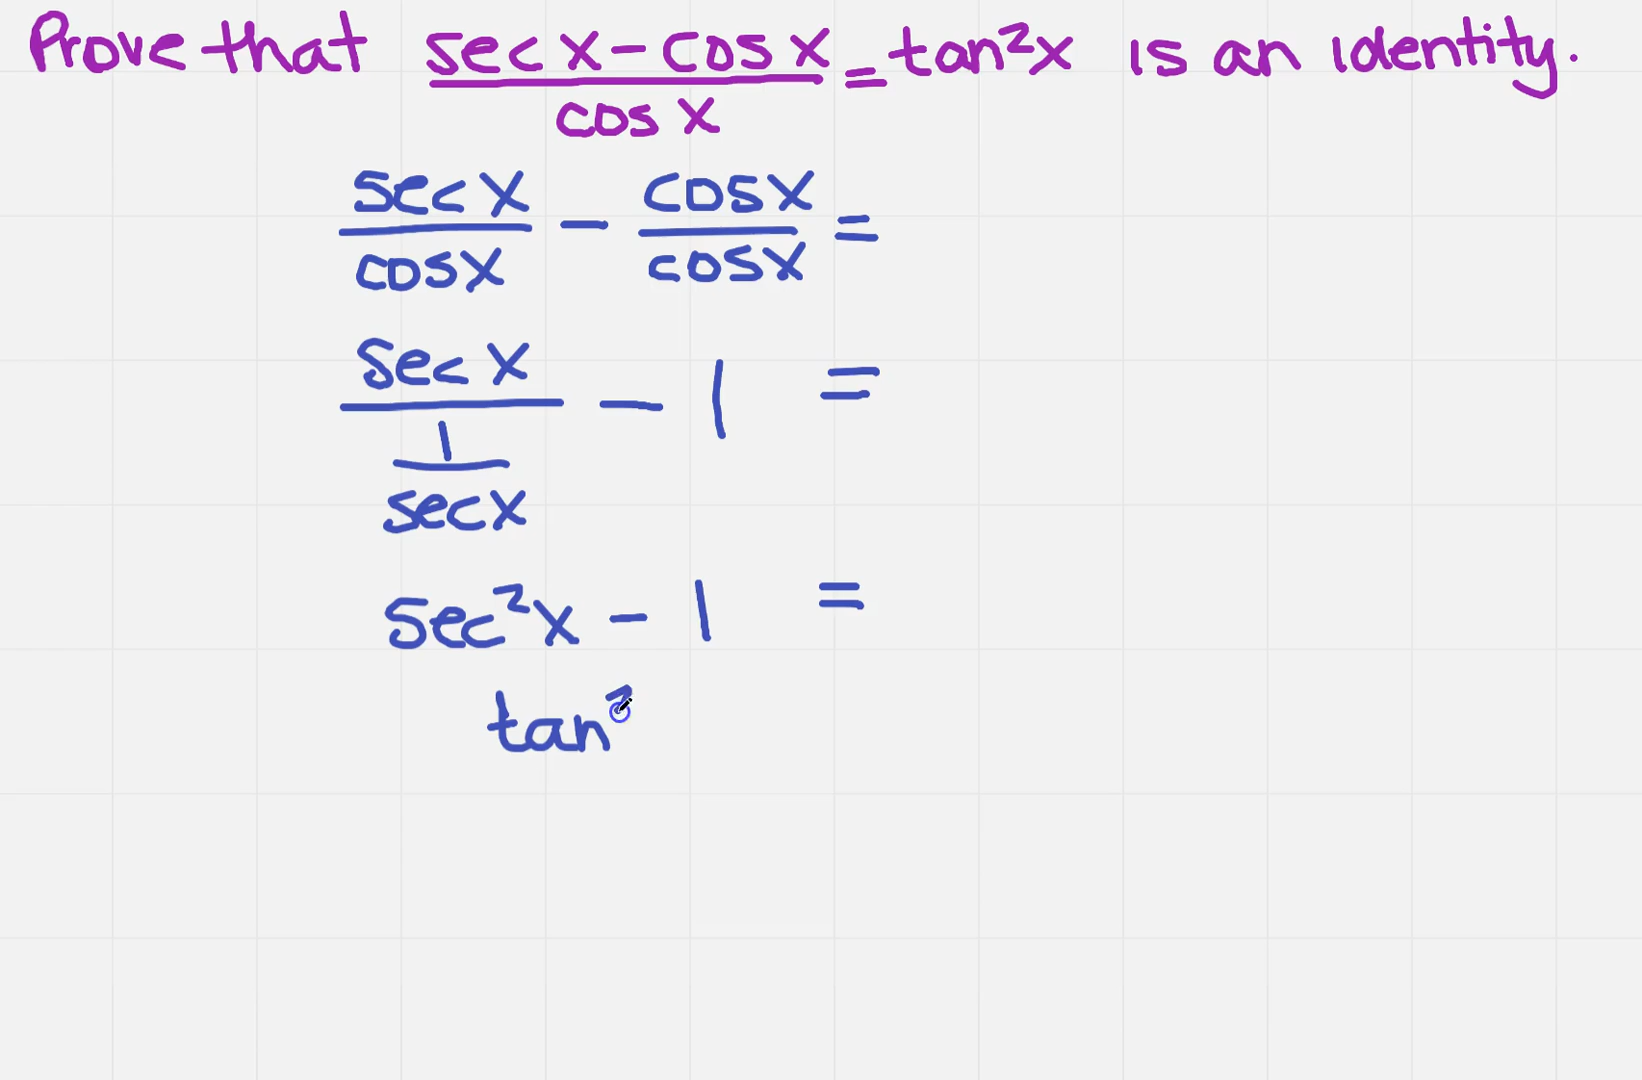 Prove that sec x - cos x = tan²x is an identity.
cos x
sec x - cos x =
cos x cos x
sec x - 1 =
1
sec x
sec²x - 1 =
tan²